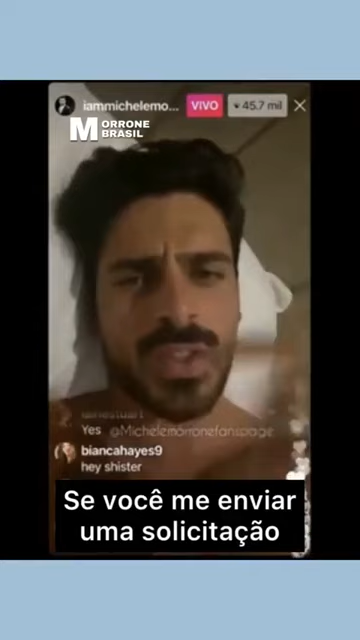 iammichelemo...
VIVO
45.7 mil
MORRONE
BRASIL
Yes @Michelemorronefanspage
biancahayes9
hey shister
Se você me enviar
uma solicitação